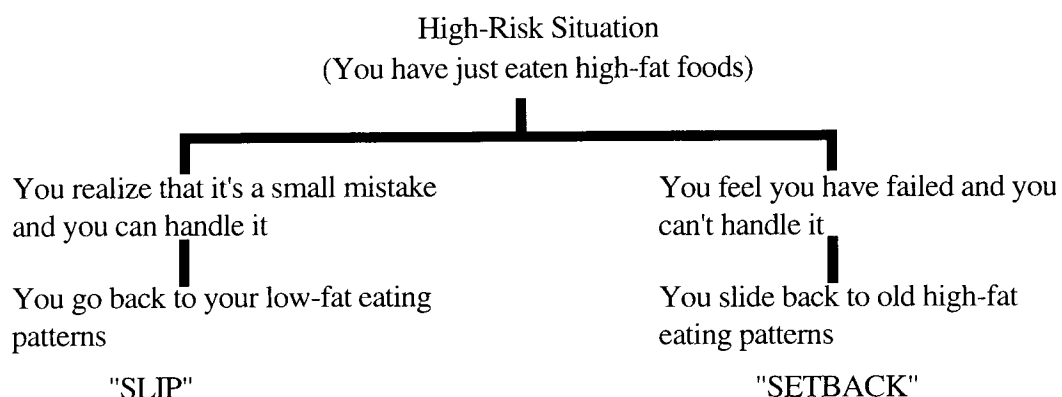 High-Risk Situation
(You have just eaten high-fat foods)
You realize that it's a small mistake
and you can handle it
You go back to your low-fat eating
patterns
"SLIP"
You feel you have failed and you
can't handle it
You slide back to old high-fat
eating patterns
"SETBACK"